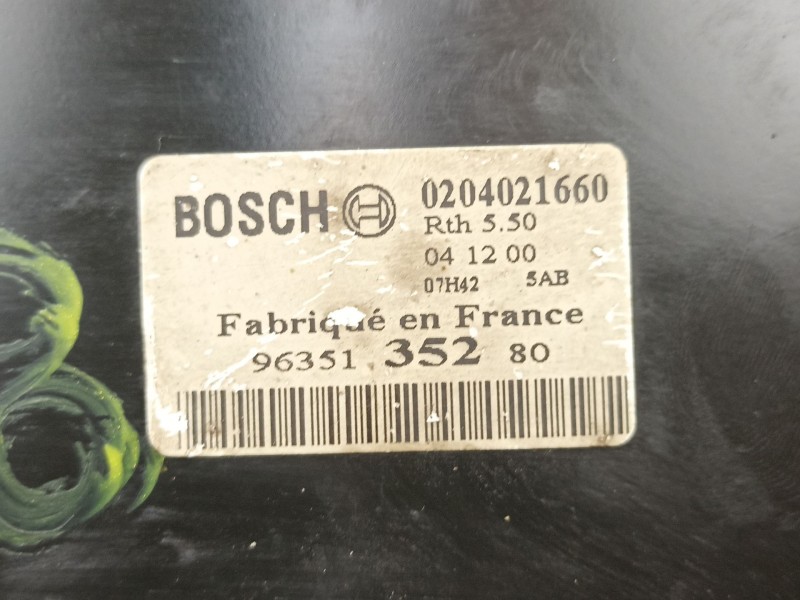 BOSCH 0204021660
Rth 5.50
04 12 00
07H42 5AB
Fabriqué en France
96351 352 80